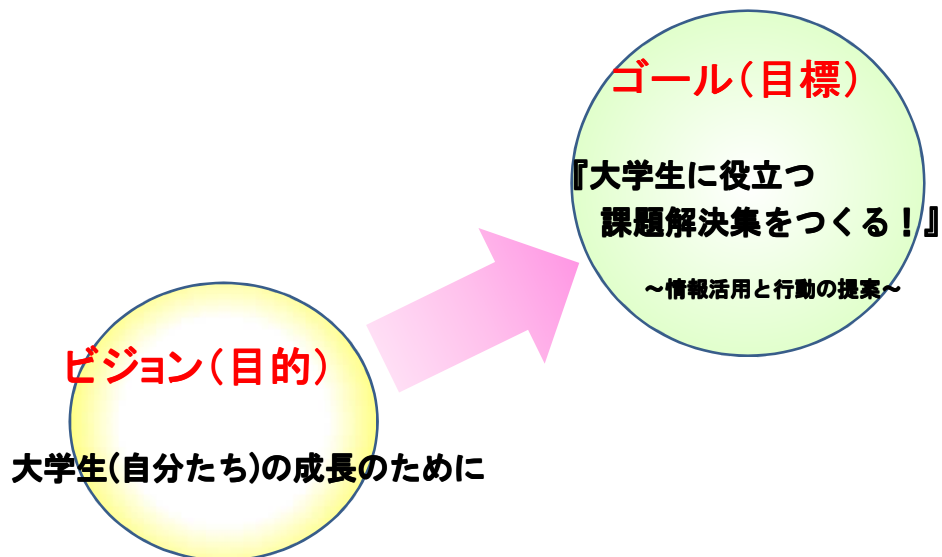 ゴール（目標）
『大学生に役立つ
課題解決集をつくる！』
～情報活用と行動の提案～
ビジョン（目的）
大学生(自分たち)の成長のために